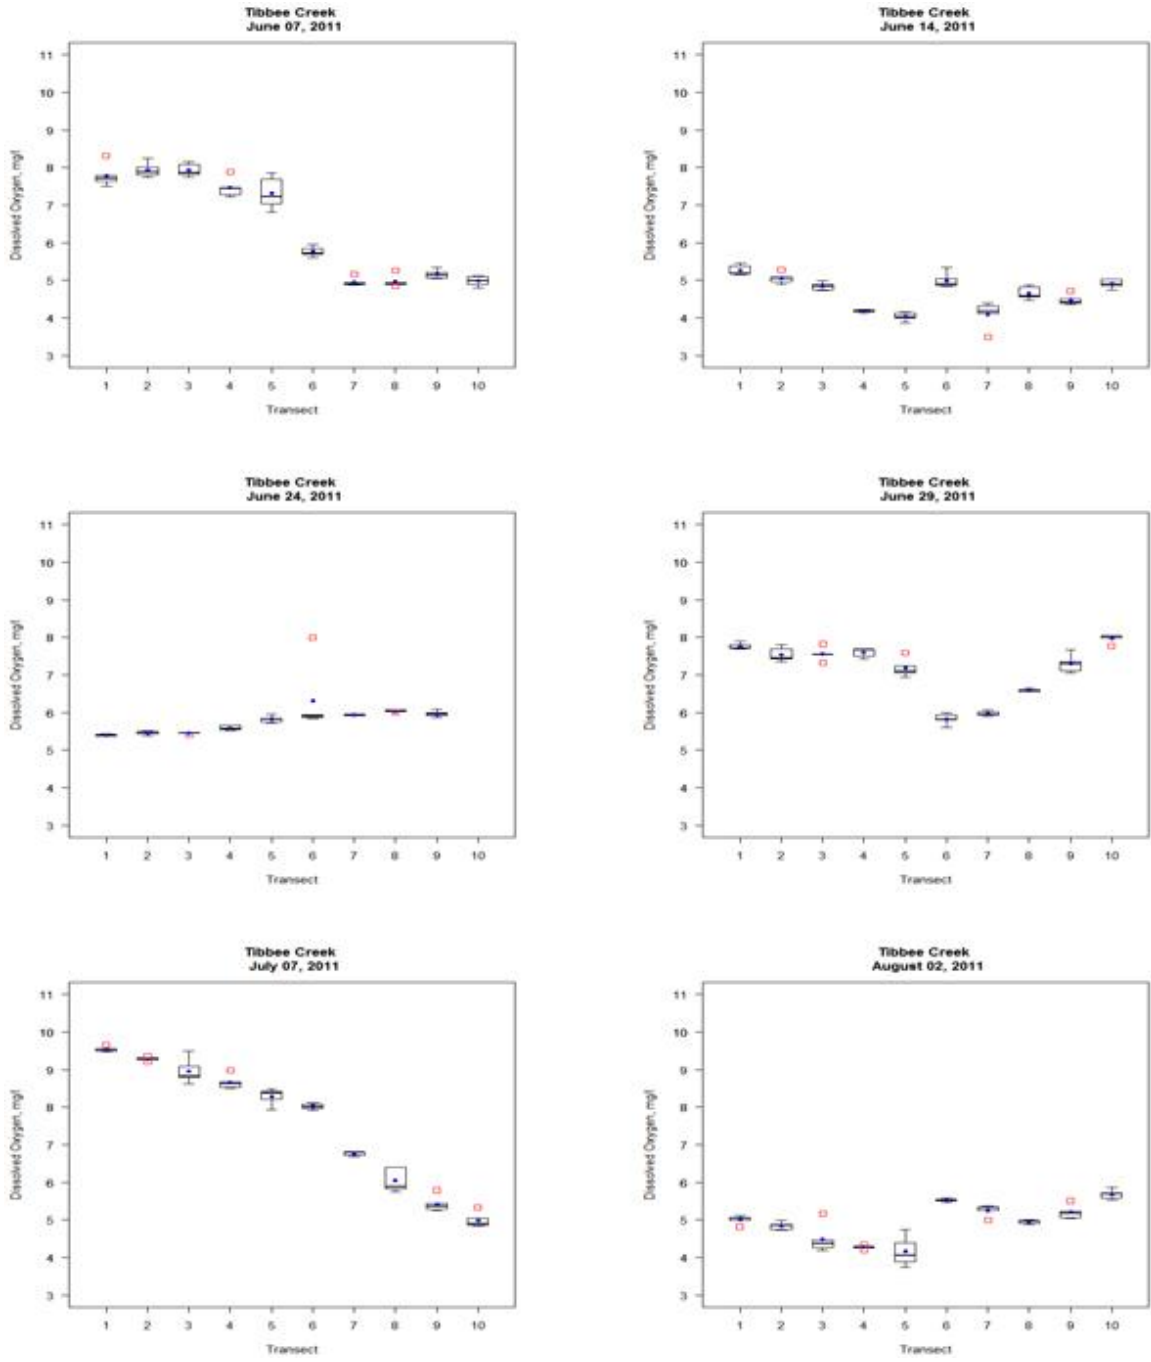 Tibbee Creek
June 07, 2011
11
10
9
8
7
6
5
4
3
Dissolved Oxygen, mg/l
1 2 3 4 5 6 7 8 9 10
Transect
Tibbee Creek
June 14, 2011
11
10
9
8
7
6
5
4
3
Dissolved Oxygen, mg/l
1 2 3 4 5 6 7 8 9 10
Transect
Tibbee Creek
June 24, 2011
11
10
9
8
7
6
5
4
3
Dissolved Oxygen, mg/l
1 2 3 4 5 6 7 8 9 10
Transect
Tibbee Creek
June 29, 2011
11
10
9
8
7
6
5
4
3
Dissolved Oxygen, mg/l
1 2 3 4 5 6 7 8 9 10
Transect
Tibbee Creek
July 07, 2011
11
10
9
8
7
6
5
4
3
Dissolved Oxygen, mg/l
1 2 3 4 5 6 7 8 9 10
Transect
Tibbee Creek
August 02, 2011
11
10
9
8
7
6
5
4
3
Dissolved Oxygen, mg/l
1 2 3 4 5 6 7 8 9 10
Transect